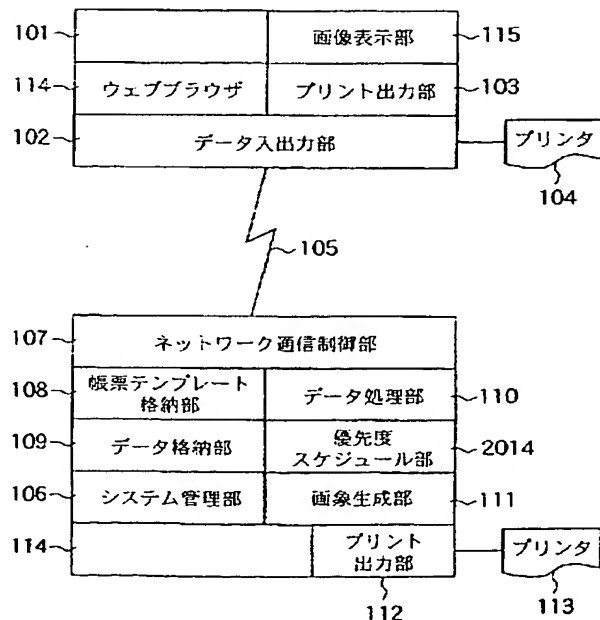 101
画像表示部
115
114
ウェブブラウザ
プリント出力部
103
102
データ入出力部
プリンタ
104
105
107
ネットワーク通信制御部
108
帳票テンプレート
格納部
データ処理部
110
109
データ格納部
優先度
スケジュール部
2014
106
システム管理部
画象生成部
111
114
プリント
出力部
プリンタ
112
113